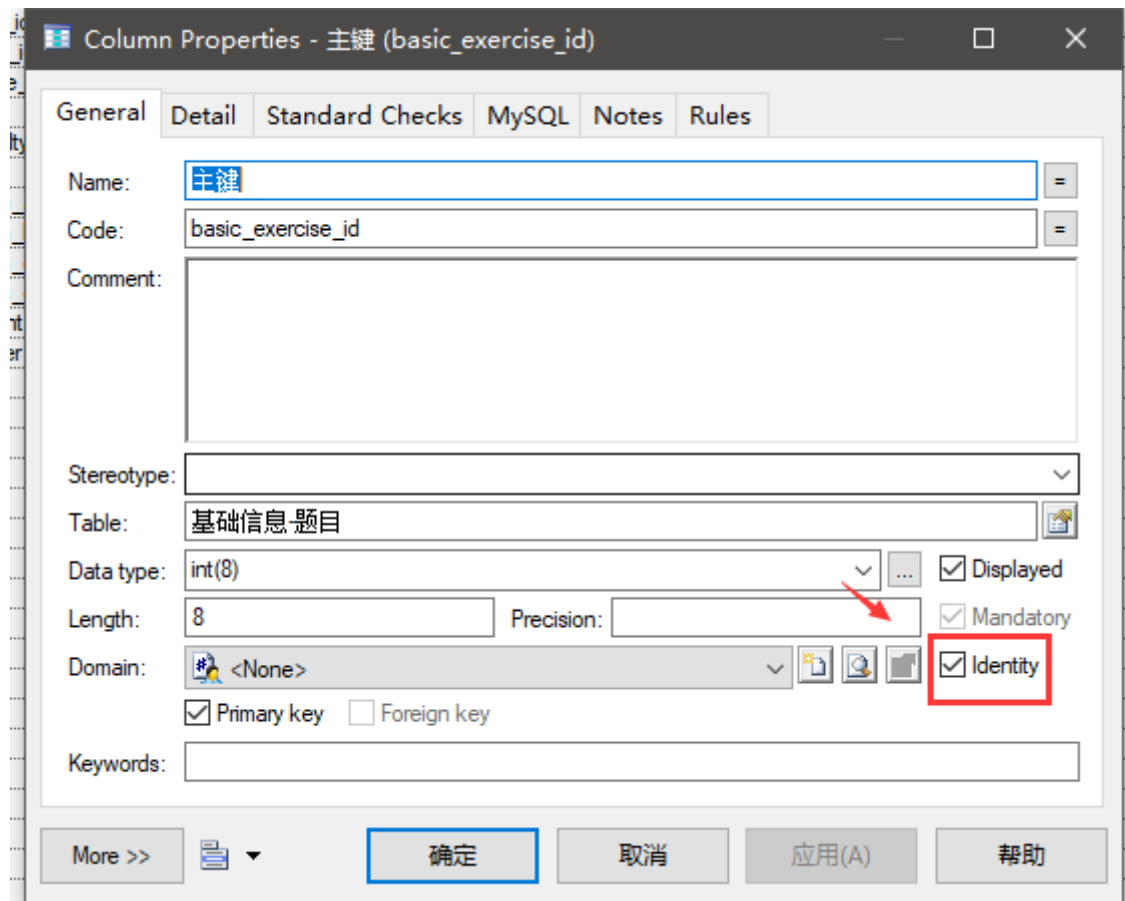 Column Properties - 主键 (basic_exercise_id)
General Detail Standard Checks MySQL Notes Rules
Name: 主键 =
Code: basic_exercise_id =
Comment:
Stereotype:
Table: 基础信息-题目
Data type: int(8) ... Displayed
Length: 8 Precision: Mandatory
Domain: <None> Identity
Primary key Foreign key
Keywords:
More >> 确定 取消 应用(A) 帮助